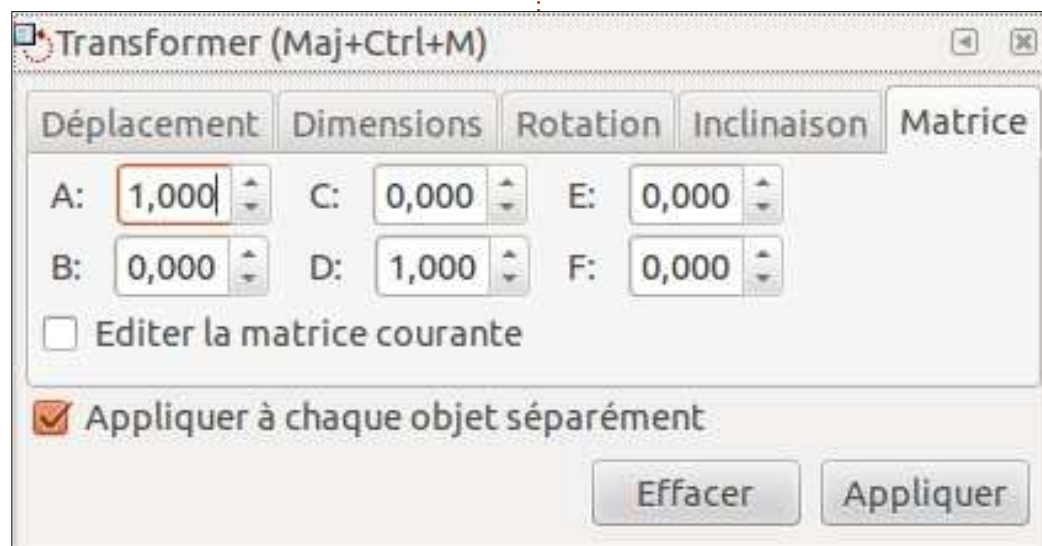 Transformer (Maj+Ctrl+M)
Déplacement Dimensions Rotation Inclinaison Matrice
A: 1,000 C: 0,000 E: 0,000
B: 0,000 D: 1,000 F: 0,000
Editer la matrice courante
Appliquer à chaque objet séparément
Effacer Appliquer